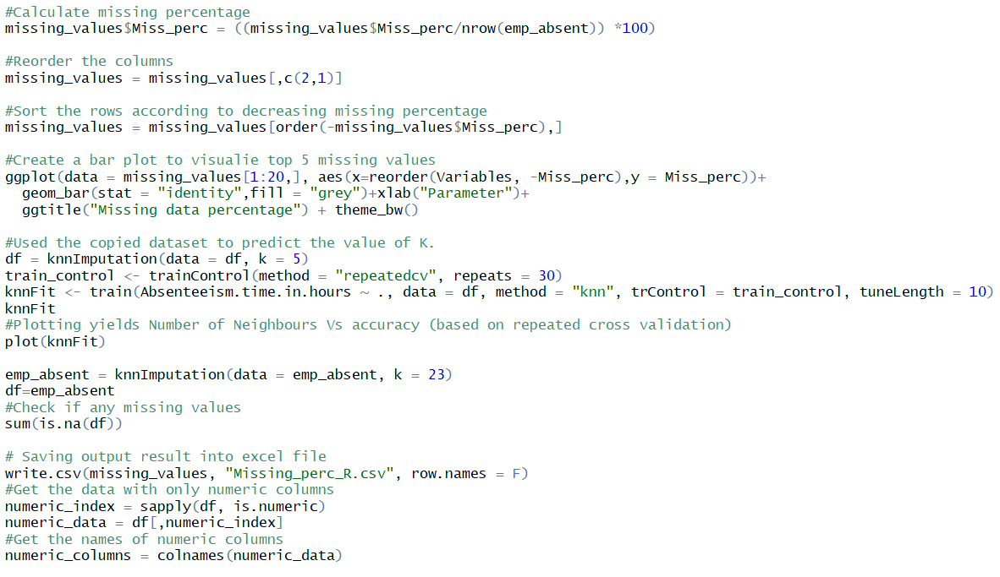 #Calculate missing percentage
missing_values$Miss_perc = ((missing_values$Miss_perc/nrow(emp_absent)) *100)
#Reorder the columns
missing_values = missing_values[,c(2,1)]
#Sort the rows according to decreasing missing percentage
missing_values = missing_values[order(-missing_values$Miss_perc),]
#Create a bar plot to visualie top 5 missing values
ggplot(data = missing_values[1:20,], aes(x=reorder(Variables, -Miss_perc),y = Miss_perc))+
  geom_bar(stat = "identity",fill = "grey")+xlab("Parameter")+
  ggtitle("Missing data percentage") + theme_bw()
#Used the copied dataset to predict the value of K.
df = knnImputation(data = df, k = 5)
train_control <- trainControl(method = "repeatedcv", repeats = 30)
knnFit <- train(Absenteeism.time.in.hours ~ ., data = df, method = "knn", trControl = train_control, tuneLength = 10)
knnFit
#Plotting yields Number of Neighbours Vs accuracy (based on repeated cross validation)
plot(knnFit)
emp_absent = knnImputation(data = emp_absent, k = 23)
df=emp_absent
#Check if any missing values
sum(is.na(df))
# Saving output result into excel file
write.csv(missing_values, "Missing_perc_R.csv", row.names = F)
#Get the data with only numeric columns
numeric_index = sapply(df, is.numeric)
numeric_data = df[,numeric_index]
#Get the names of numeric columns
numeric_columns = colnames(numeric_data)